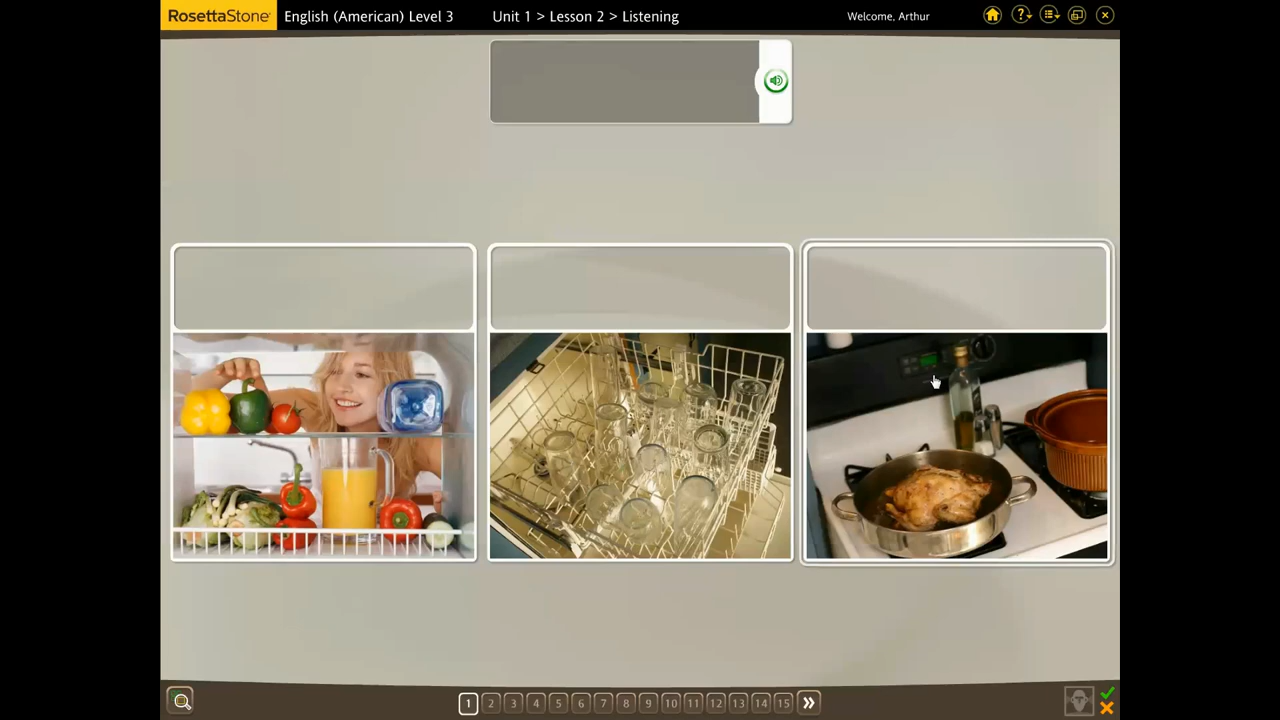 RosettaStone English (American) Level 3 Unit 1 > Lesson 2 > Listening Welcome, Arthur
1 2 3 4 5 6 7 8 9 10 11 12 13 14 15